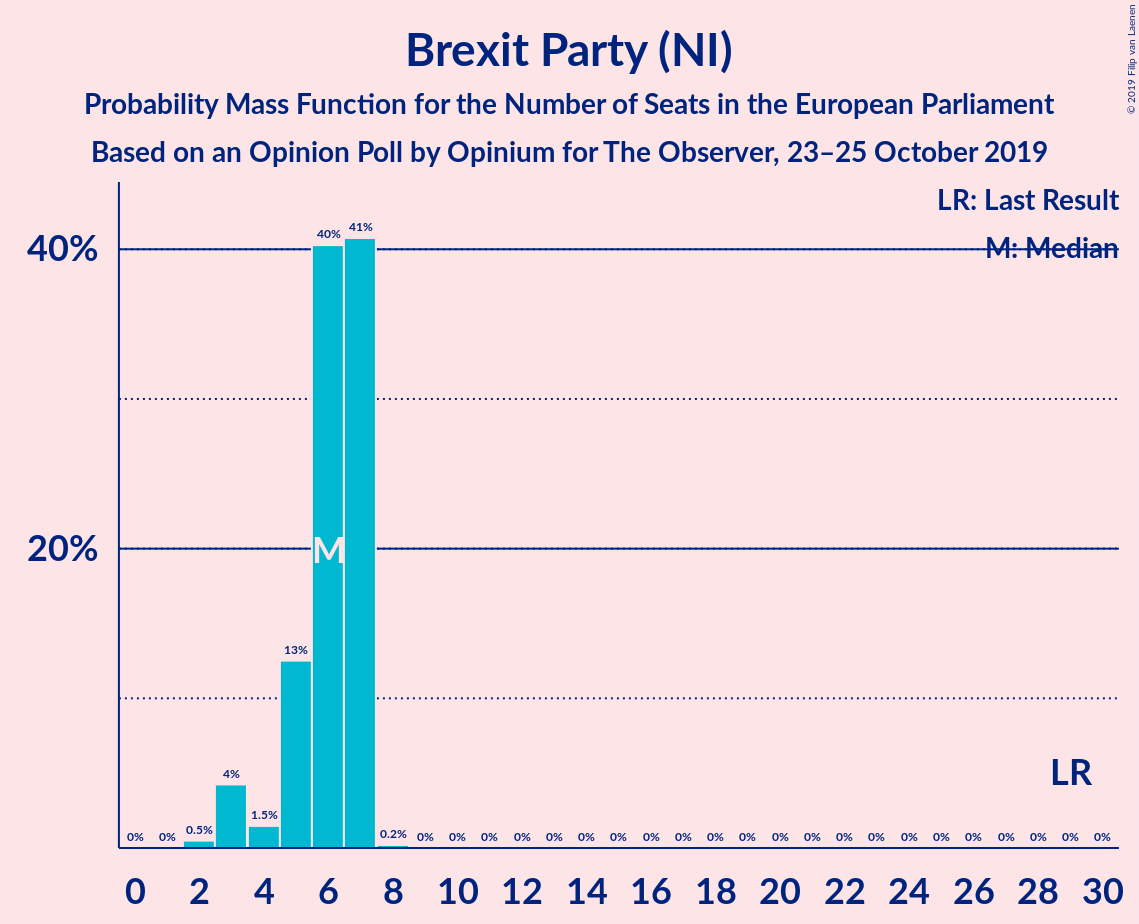 Brexit Party (NI)
Probability Mass Function for the Number of Seats in the European Parliament
Based on an Opinion Poll by Opinium for The Observer, 23–25 October 2019
© 2019 Filip van Laenen
LR: Last Result
M: Median
40%
20%
40%
41%
M
13%
4%
1.5%
0.5%
0.2%
LR
0% 0% 0% 0% 0% 0% 0% 0% 0% 0% 0% 0% 0% 0% 0% 0% 0% 0% 0% 0% 0% 0% 0% 0%
0 2 4 6 8 10 12 14 16 18 20 22 24 26 28 30